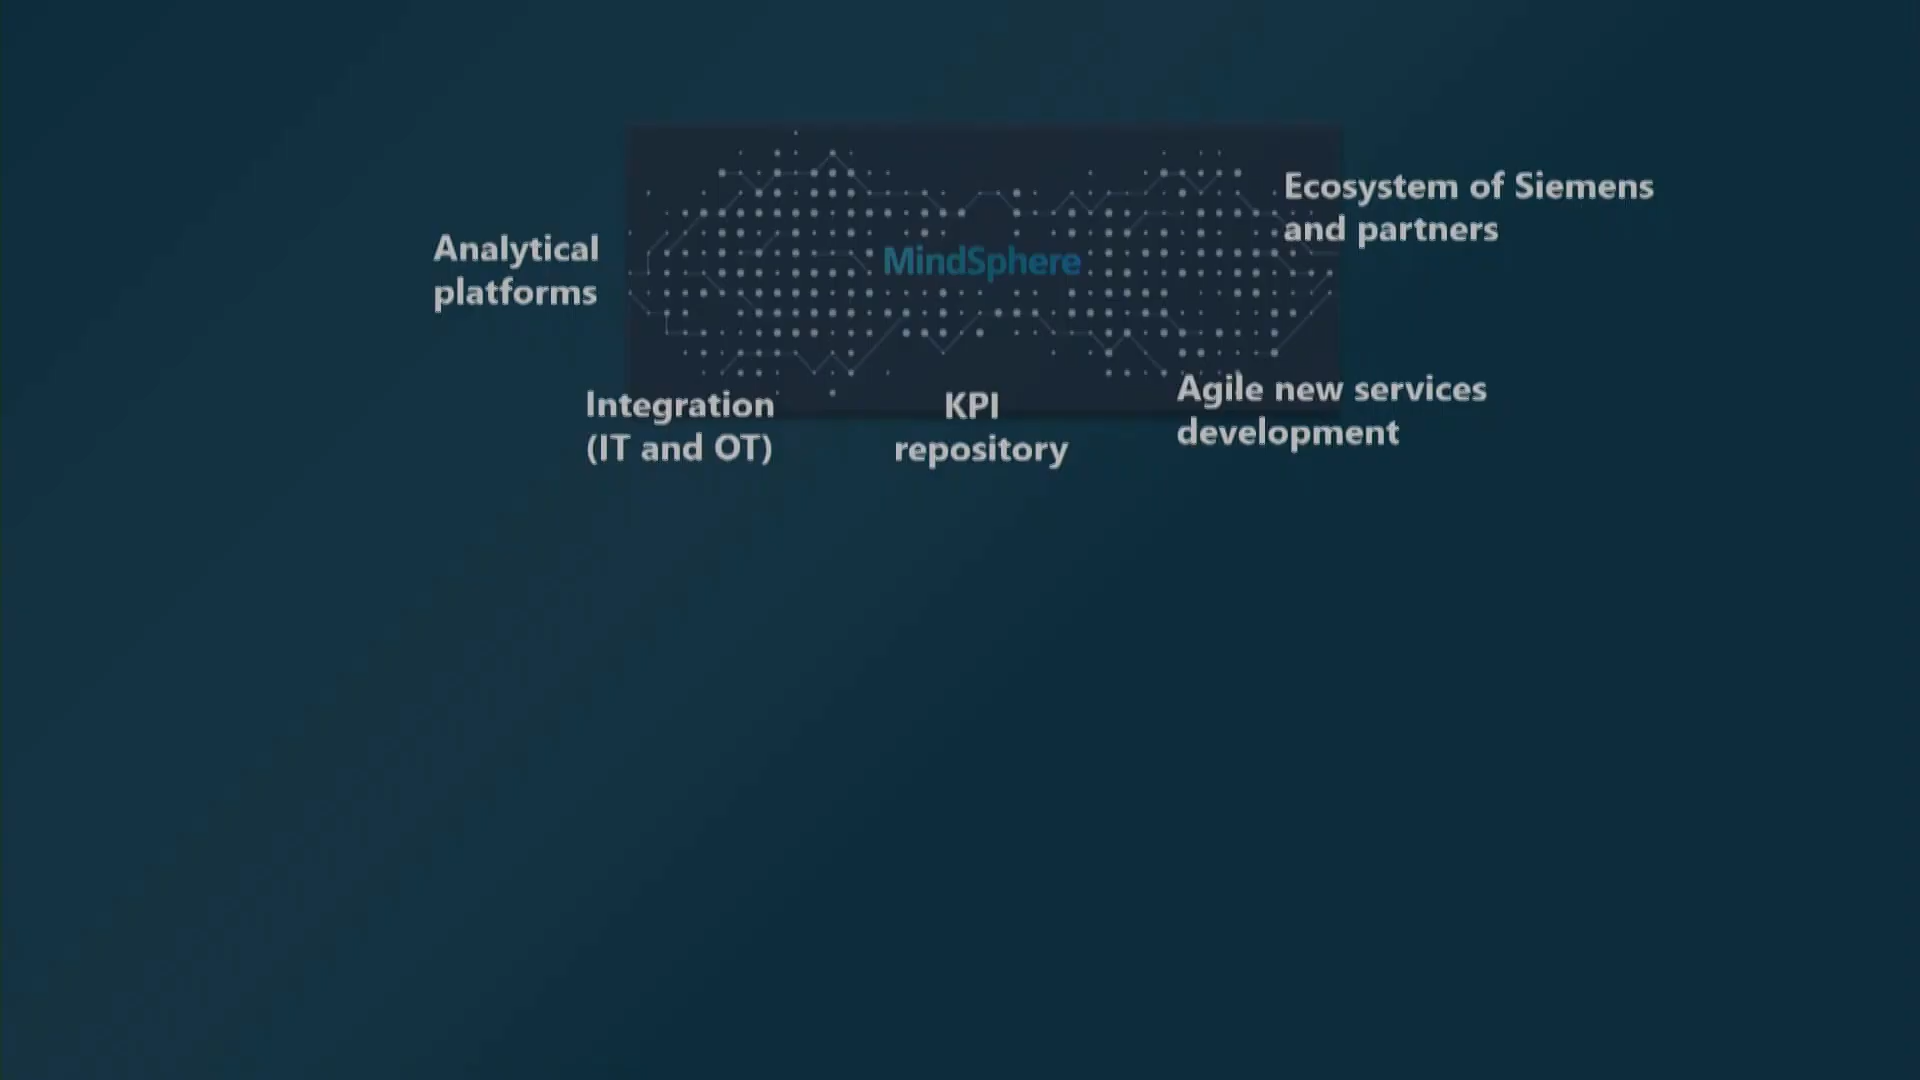 Ecosystem of Siemens
and partners
MindSphere
Analytical
platforms
Integration
(IT and OT)
KPI
repository
Agile new services
development